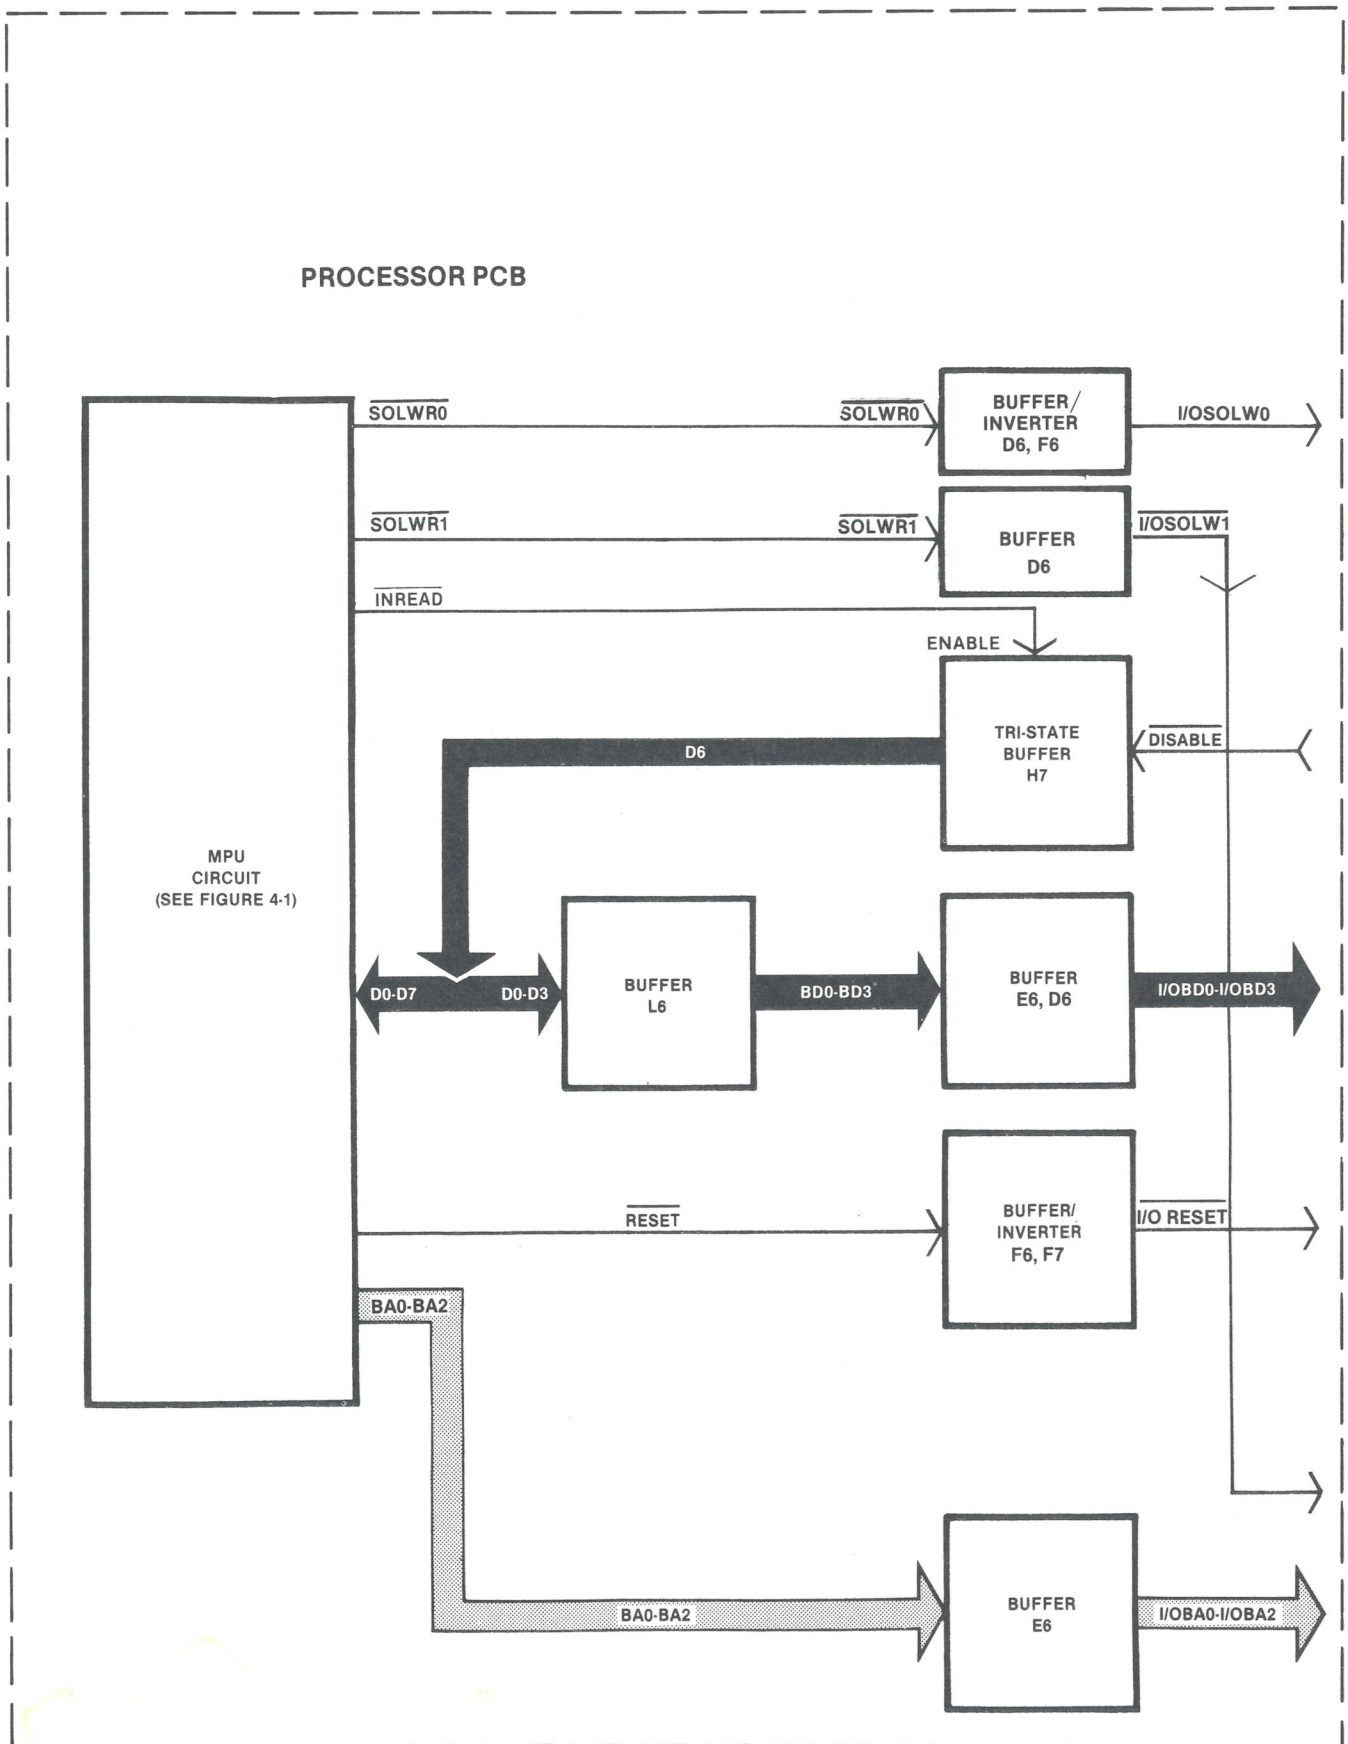 PROCESSOR PCB
SOLWR0
SOLWR0
BUFFER/
INVERTER
D6, F6
I/OSOLW0
SOLWR1
SOLWR1
BUFFER
D6
I/OSOLW1
INREAD
ENABLE
TRI-STATE
BUFFER
H7
DISABLE
D6
MPU
CIRCUIT
(SEE FIGURE 4-1)
D0-D7
D0-D3
BUFFER
L6
BD0-BD3
BUFFER
E6, D6
I/OBD0-I/OBD3
RESET
BUFFER/
INVERTER
F6, F7
I/O RESET
BA0-BA2
BA0-BA2
BUFFER
E6
I/OBA0-I/OBA2